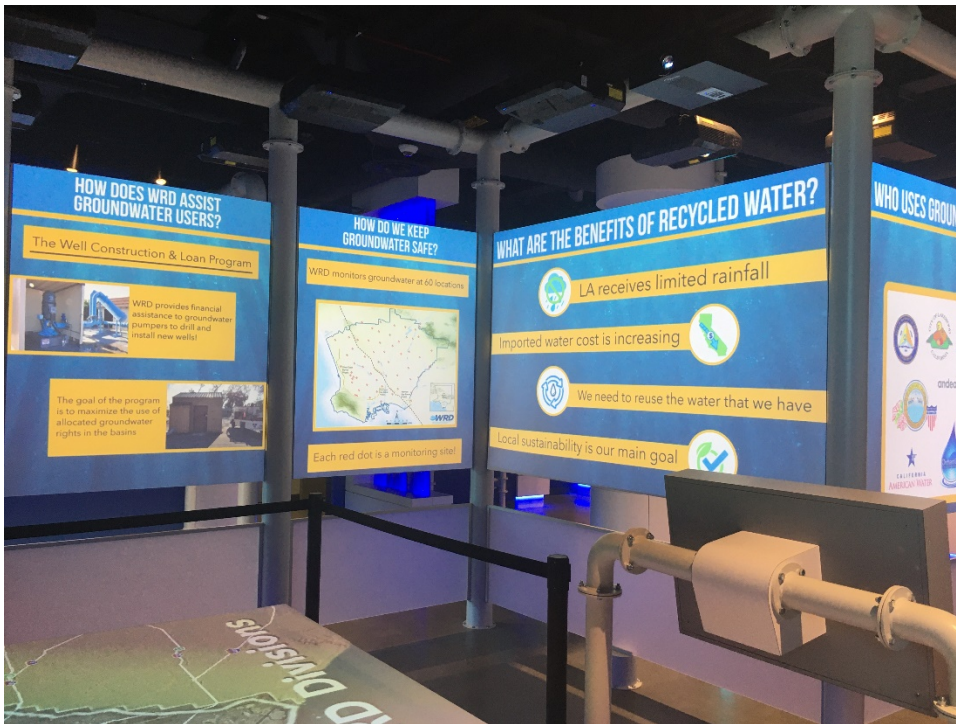 HOW DOES WRD ASSIST
GROUNDWATER USERS?
The Well Construction & Loan Program
WRD provides financial
assistance to groundwater
pumpers to drill and
install new wells!
The goal of the program
is to maximize the use of
allocated groundwater
rights in the basins
HOW DO WE KEEP
GROUNDWATER SAFE?
WRD monitors groundwater at 60 locations
WRD
Each red dot is a monitoring site!
WHAT ARE THE BENEFITS OF RECYCLED WATER?
LA receives limited rainfall
Imported water cost is increasing
We need to reuse the water that we have
Local sustainability is our main goal
WHO USES GROUN
CALIFORNIA
AMERICAN WATER
RD Divisions